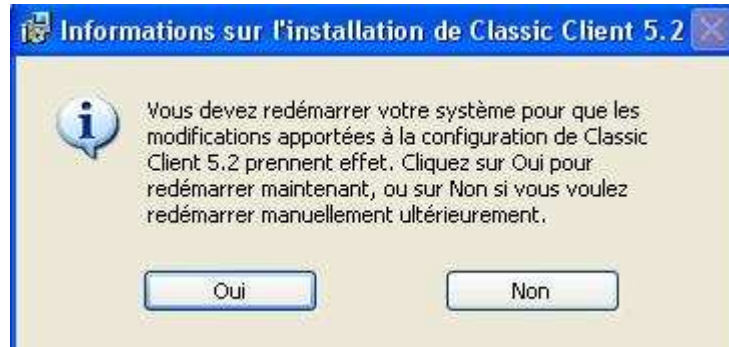 Informations sur l'installation de Classic Client 5.2
Vous devez redémarrer votre système pour que les
modifications apportées à la configuration de Classic
Client 5.2 prennent effet. Cliquez sur Oui pour
redémarrer maintenant, ou sur Non si vous voulez
redémarrer manuellement ultérieurement.
Oui
Non